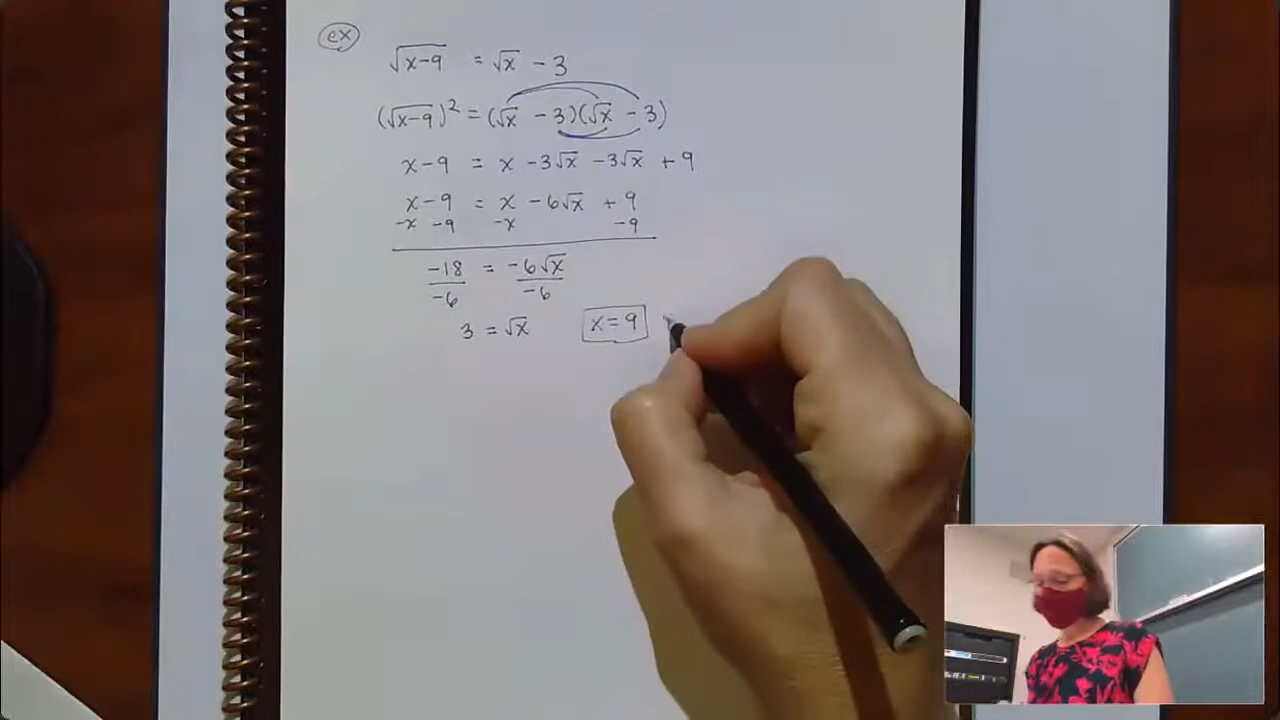 ex
√(x-9) = √x - 3
(√(x-9))² = (√x - 3)(√x - 3)
x-9 = x -3√x -3√x + 9
x-9 = x - 6√x + 9
-x -9 -x -9
-18 = -6√x
-6 -6
3 = √x x = 9